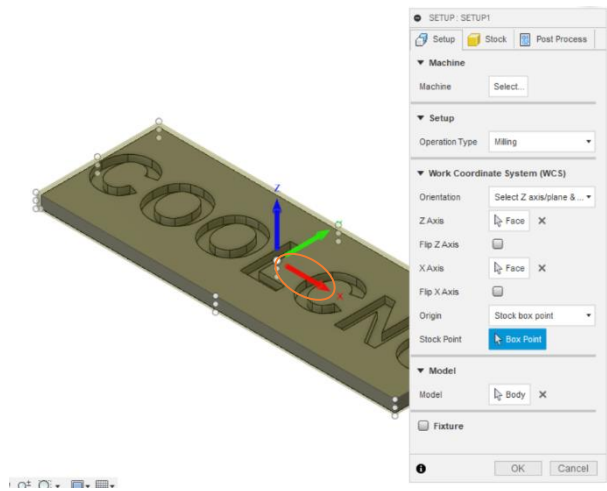 SETUP : SETUP1
Setup Stock Post Process
Machine
Machine Select...
Setup
Operation Type Milling
Work Coordinate System (WCS)
Orientation Select Z axis/plane & ...
Z Axis Face
Flip Z Axis
X Axis Face
Flip X Axis
Origin Stock box point
Stock Point Box Point
Model
Model Body
Fixture
OK Cancel
Z
X
COOLCNC